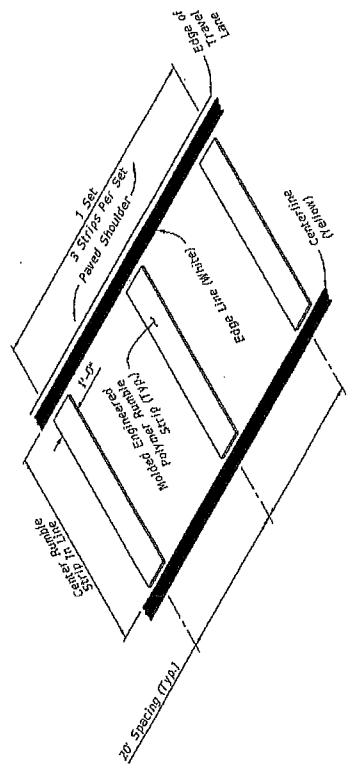 Edge of
Travel
Lane
1 Set
3 Strips Per Set
Paved Shoulder
Edge Line (White)
Centerline
(Yellow)
1'-0"
Molded Engineered
Polymer Rumble
Strip (Typ.)
Center Rumble
Strip In Line
20' Spacing (Typ.)